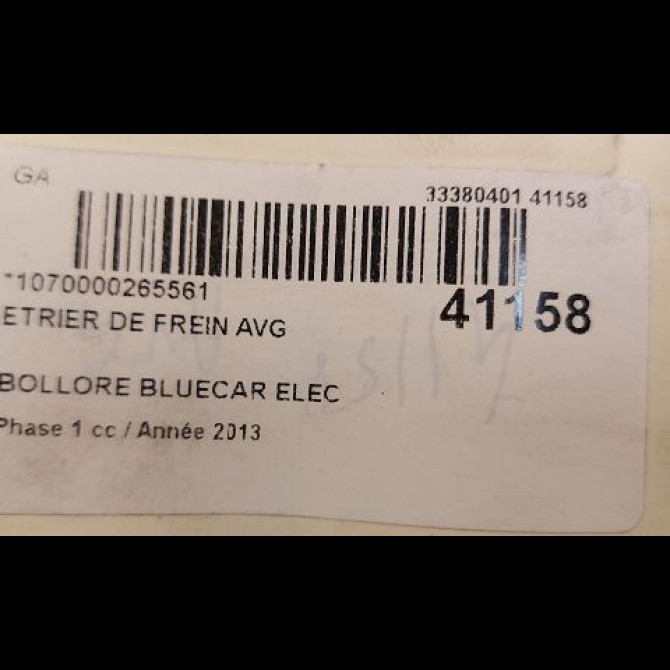 GA
33380401 41158
*1070000265561
41158
ETRIER DE FREIN AVG
BOLLORE BLUECAR ELEC
Phase 1 cc / Année 2013